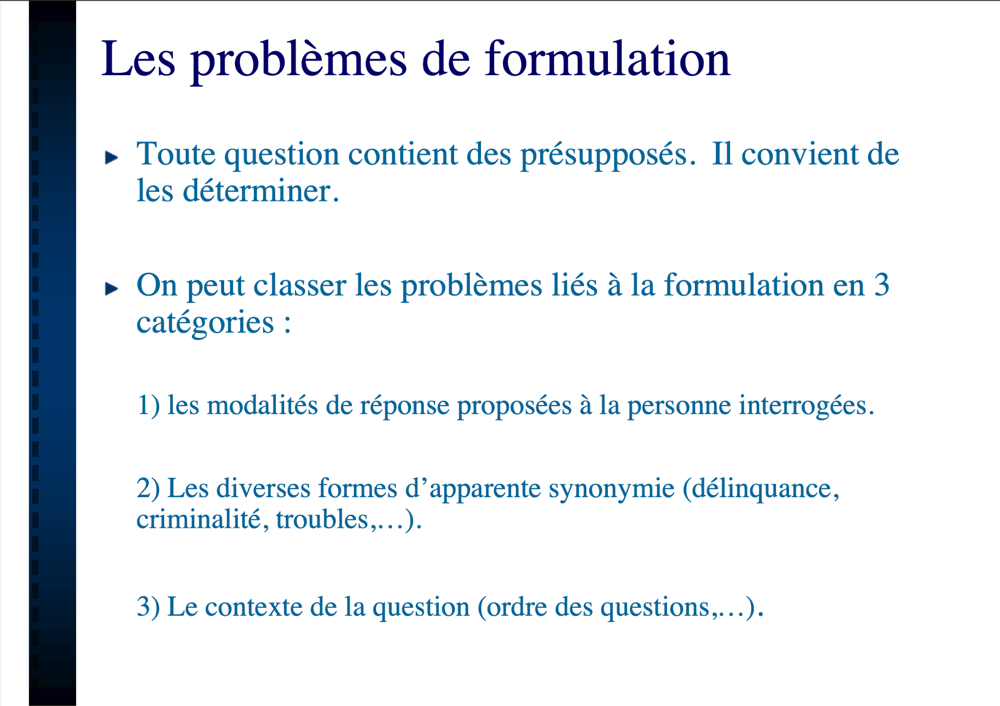 Les problèmes de formulation
Toute question contient des présupposés. Il convient de
les déterminer.
On peut classer les problèmes liés à la formulation en 3
catégories :
1) les modalités de réponse proposées à la personne interrogées.
2) Les diverses formes d’apparente synonymie (délinquance,
criminalité, troubles,…).
3) Le contexte de la question (ordre des questions,…).